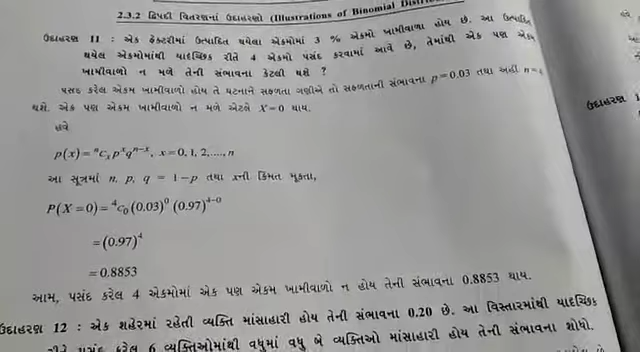 2.3.2 દ્વિપદી વિતરણનાં ઉદાહરણો (Illustrations of Binomial
ઉદાહરણ 11 : એક ફેક્ટરીમાં ઉત્પાદિત થયેલા એકમોમાં 3 % એકમો ખામીવાળા હોય છે. આ ઉત્પાદિત
થયેલ એકમોમાંથી યાદચ્છિક રીતે 4 એકમો પસંદ કરવામાં આવે છે, તેમાંથી એક પણ એકમ
ખામીવાળો ન મળે તેની સંભાવના કેટલી થશે ?
પસંદ કરેલ એકમ ખામીવાળો હોય તે ઘટનાને સફળતા ગણીએ તો સફળતાની સંભાવના p = 0.03 તથા અહીં n =
થશે. એક પણ એકમ ખામીવાળો ન મળે એટલે X = 0 થાય.
હવે
p(x) = ⁿCₓ pˣ qⁿ⁻ˣ, x = 0, 1, 2,...., n
આ સૂત્રમાં n, p, q = 1 – p તથા xની કિંમત મૂકતા,
P(X = 0) = ⁴C₀ (0.03)⁰ (0.97)⁴⁻⁰
= (0.97)⁴
= 0.8853
આમ, પસંદ કરેલ 4 એકમોમાં એક પણ એકમ ખામીવાળો ન હોય તેની સંભાવના 0.8853 થાય.
ઉદાહરણ 12 : એક શહેરમાં રહેતી વ્યક્તિ માંસાહારી હોય તેની સંભાવના 0.20 છે. આ વિસ્તારમાંથી યાદચ્છિક
રીતે પસંદ કરેલ 6 વ્યક્તિઓમાંથી વધુમાં વધુ બે વ્યક્તિઓ માંસાહારી હોય તેની સંભાવના શોધો.
ઉદાહરણ